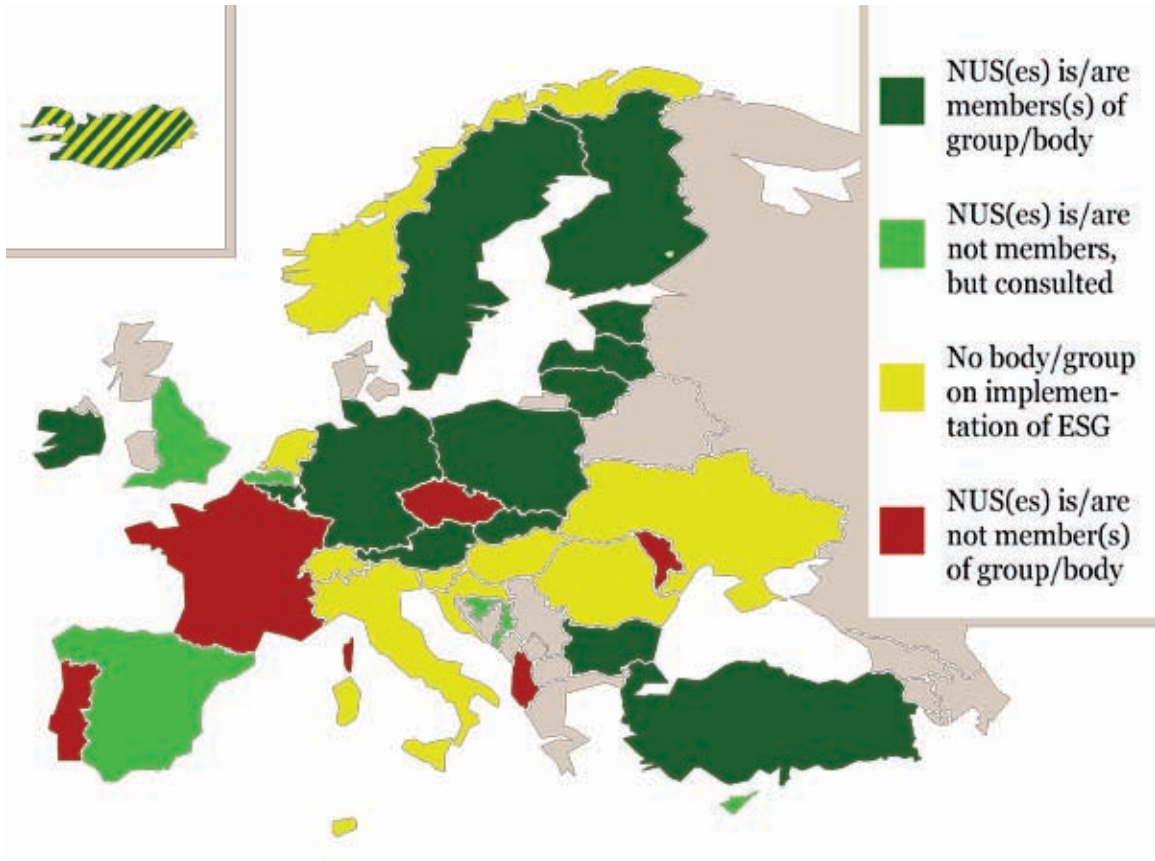 NUS(es) is/are
members(s) of
group/body
NUS(es) is/are
not members,
but consulted
No body/group
on implemen-
tation of ESG
NUS(es) is/are
not member(s)
of group/body